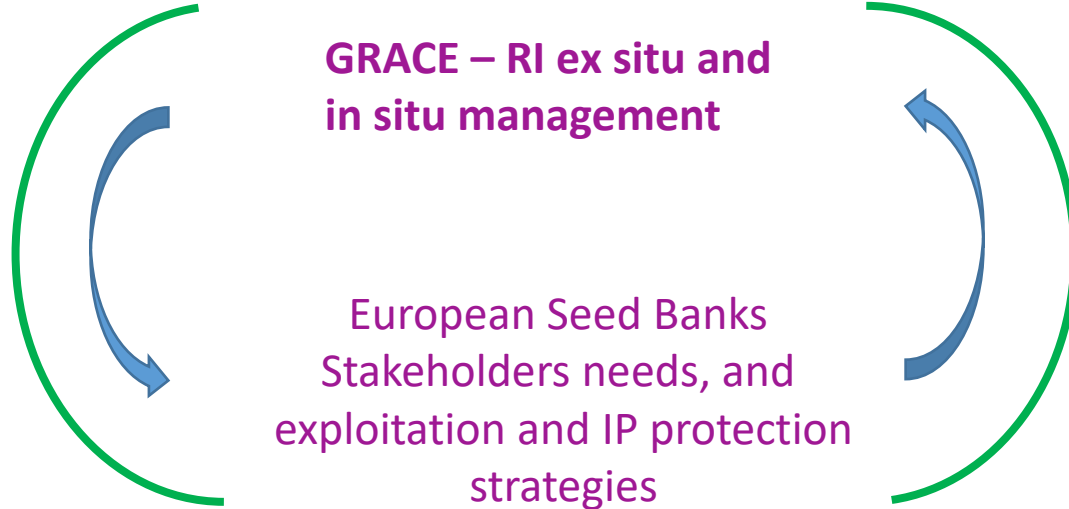 GRACE – RI ex situ and
in situ management
European Seed Banks
Stakeholders needs, and
exploitation and IP protection
strategies